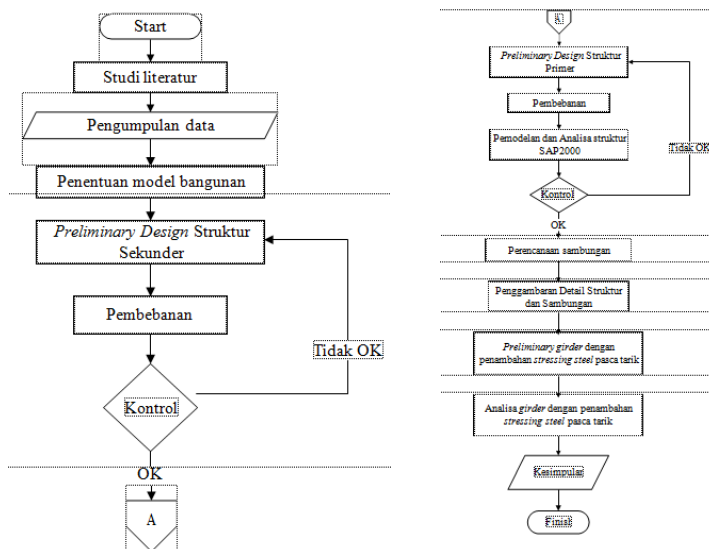 Start
Studi literatur
Pengumpulan data
Penentuan model bangunan
Preliminary Design Struktur
Sekunder
Pembebanan
Tidak OK
Kontrol
OK
A
Preliminary Design Struktur
Primer
Pembebanan
Pemodelan dan Analisa struktur
SAP2000
Tidak OK
Kontrol
OK
Perencanaan sambungan
Penggambaran Detail Struktur
dan Sambungan
Preliminary girder dengan
penambahan stressing steel pasca tarik
Analisa girder dengan penambahan
stressing steel pasca tarik
Kesimpulan
Finish